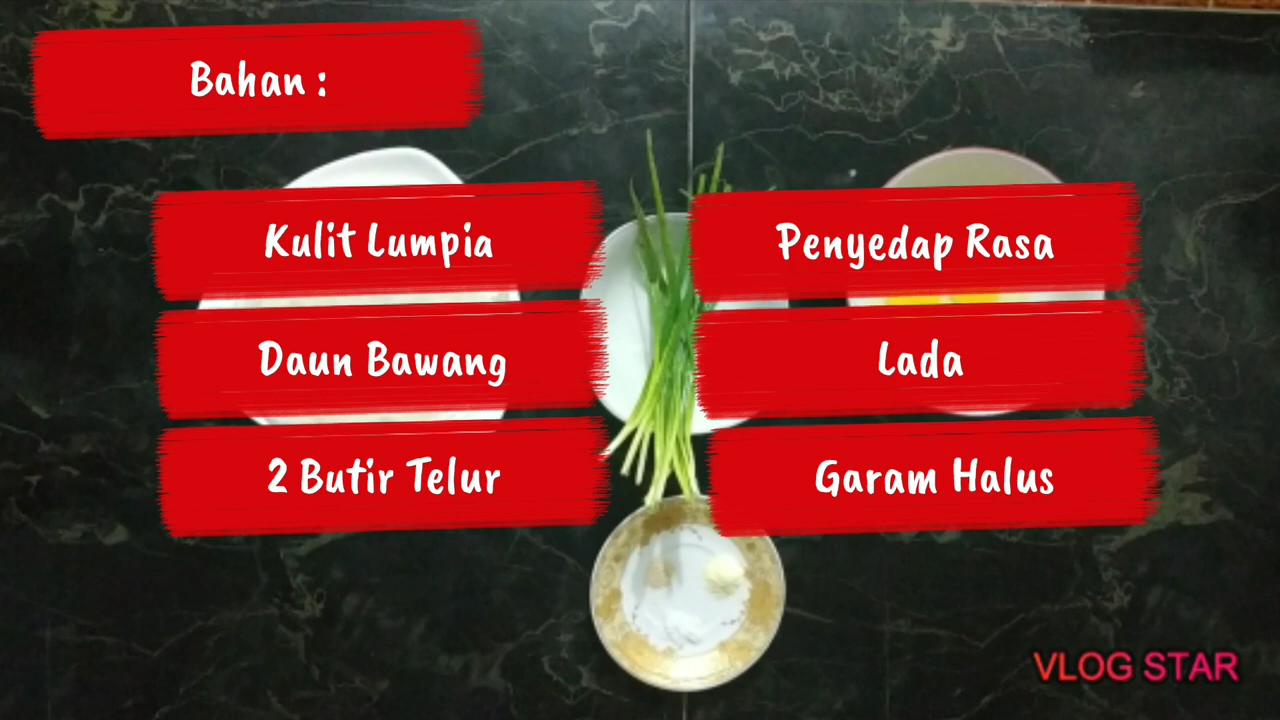 Bahan :
Kulit Lumpia
Daun Bawang
2 Butir Telur
Penyedap Rasa
Lada
Garam Halus
VLOG STAR